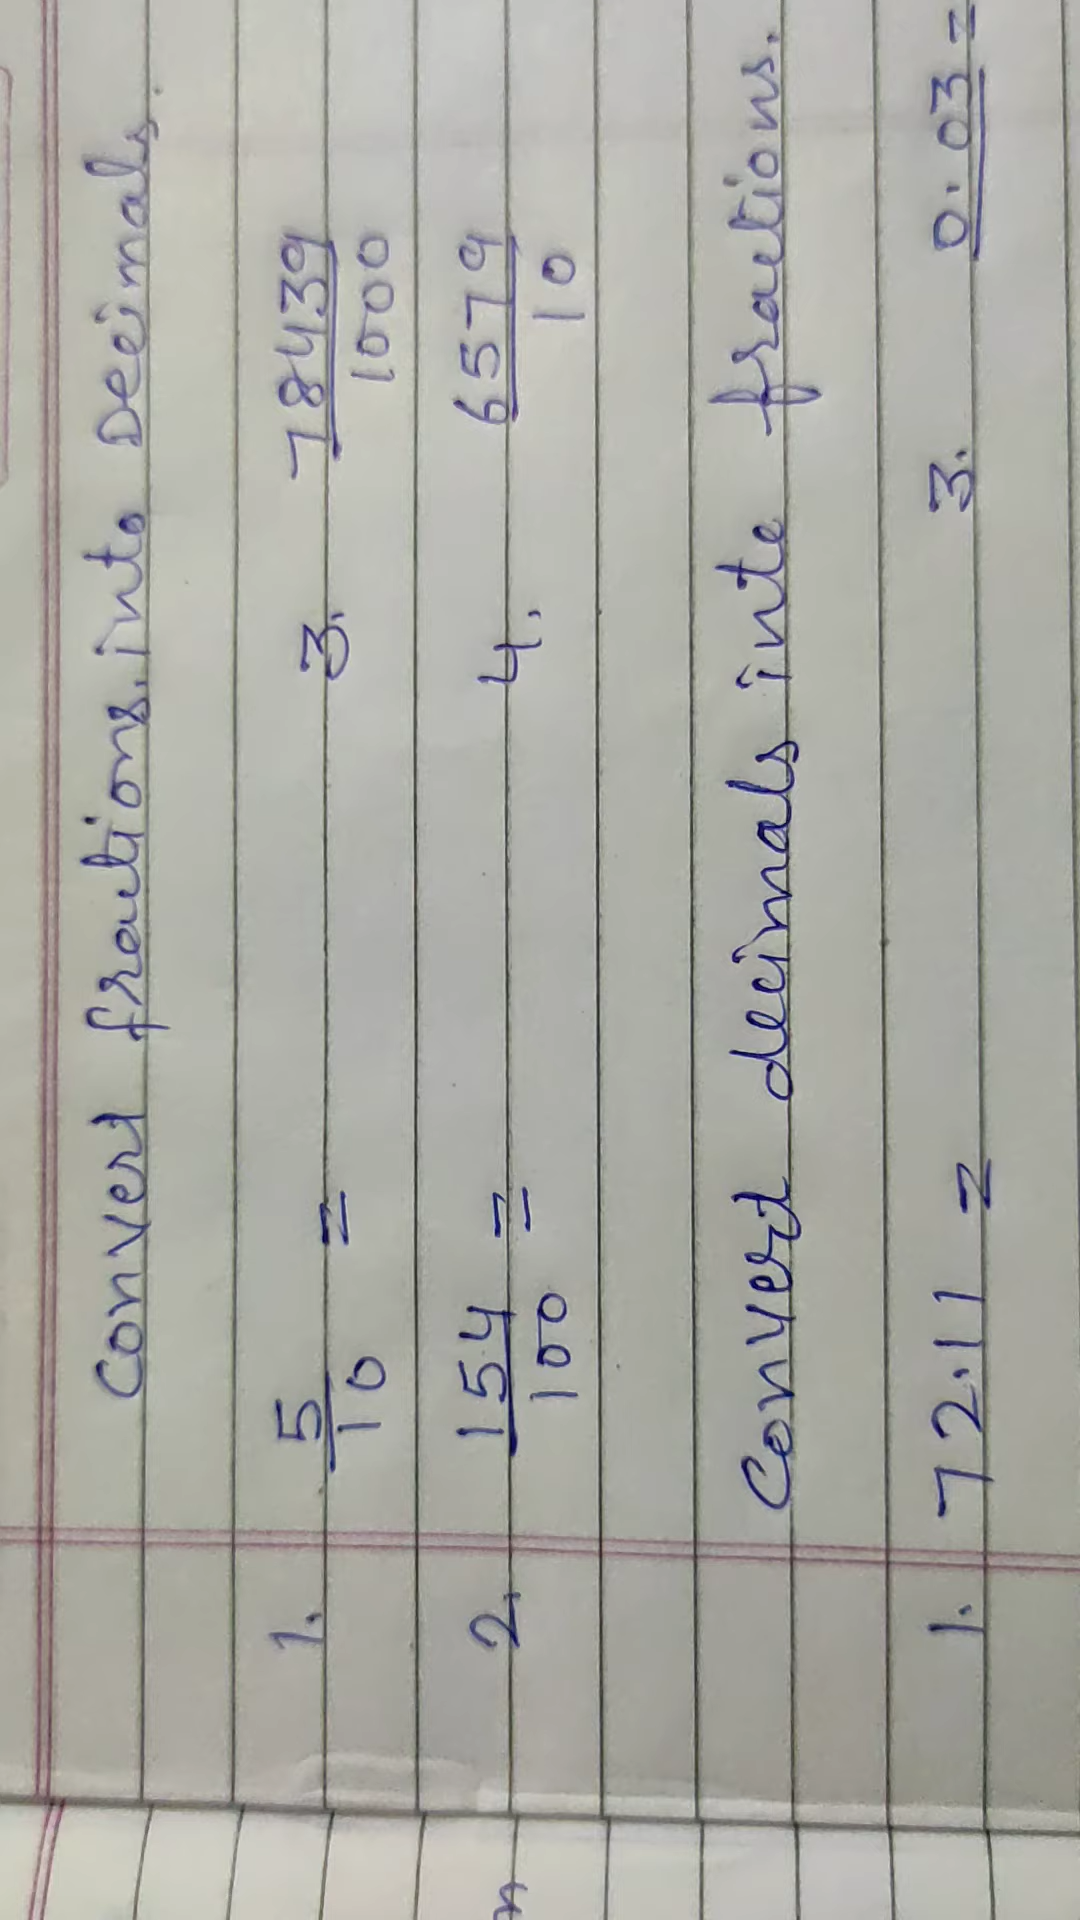 Convert fractions into Decimals.
1. 5/10 = 3. 78439/1000
2. 154/100 = 4. 6579/10
Convert decimals inte fractions.
1. 72.11 = 3. 0.03 =